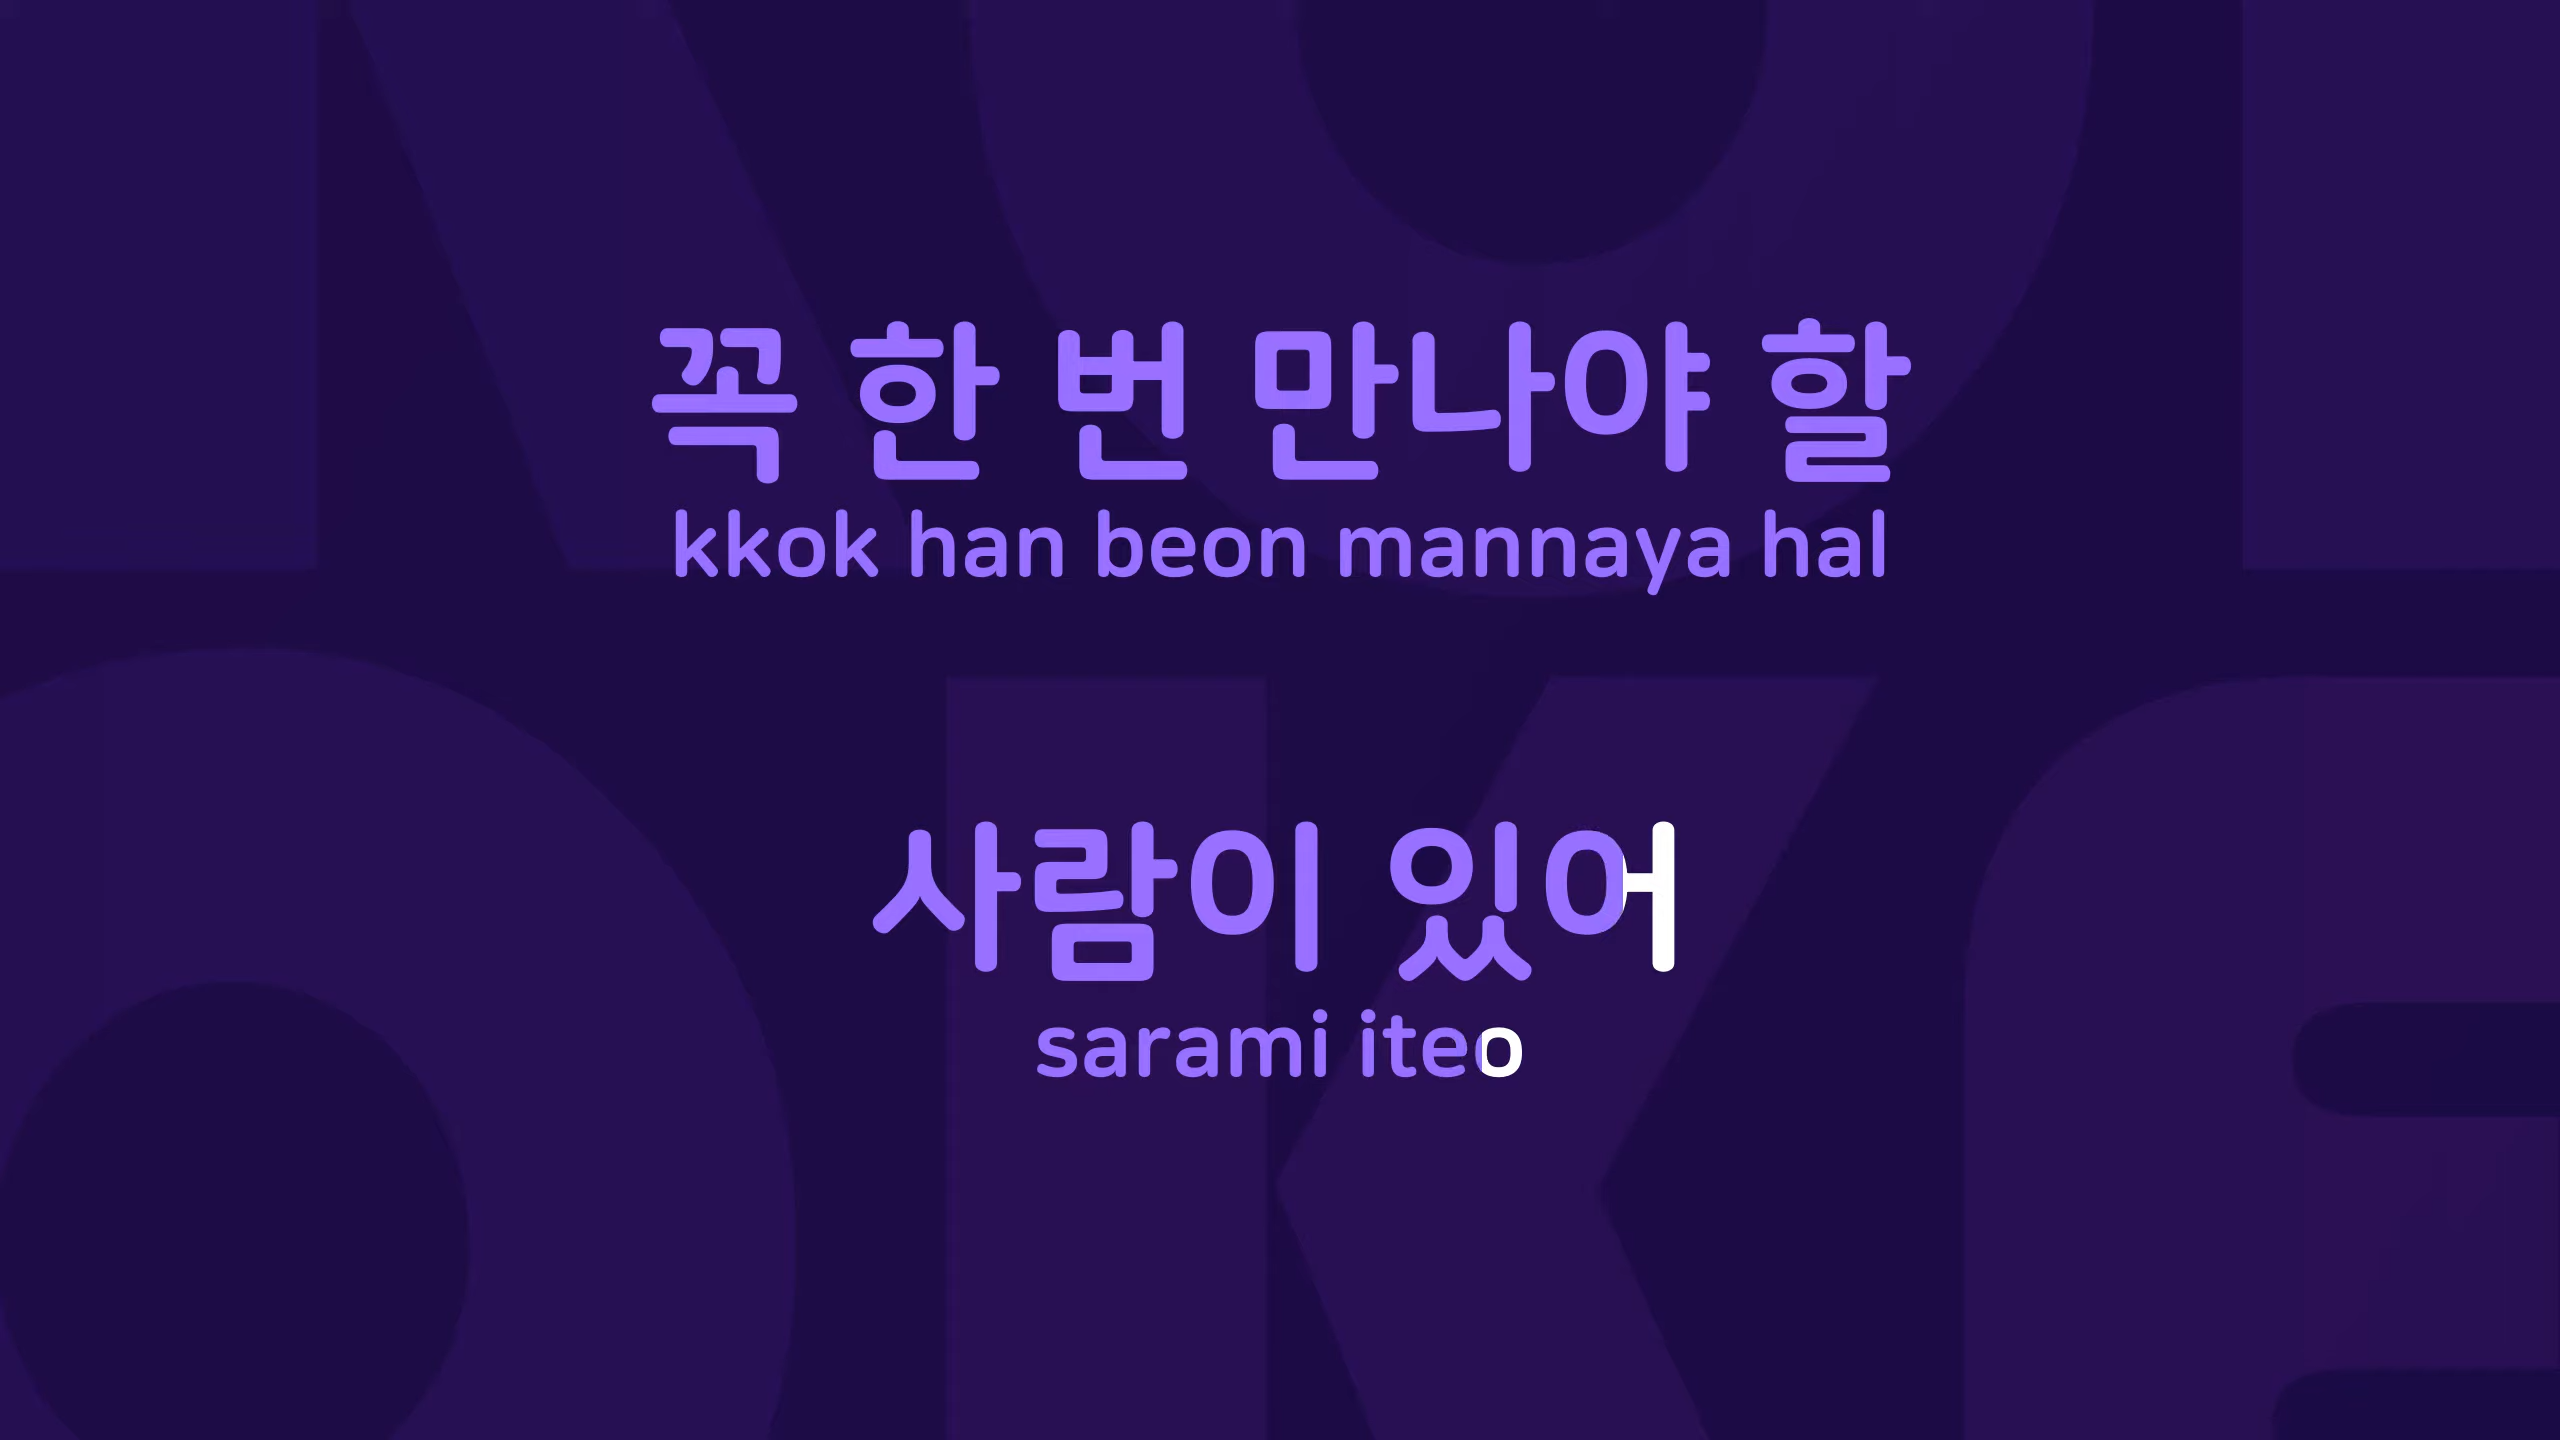 꼭 한 번 만나야 할
kkok han beon mannaya hal
사람이 있어
sarami iteo